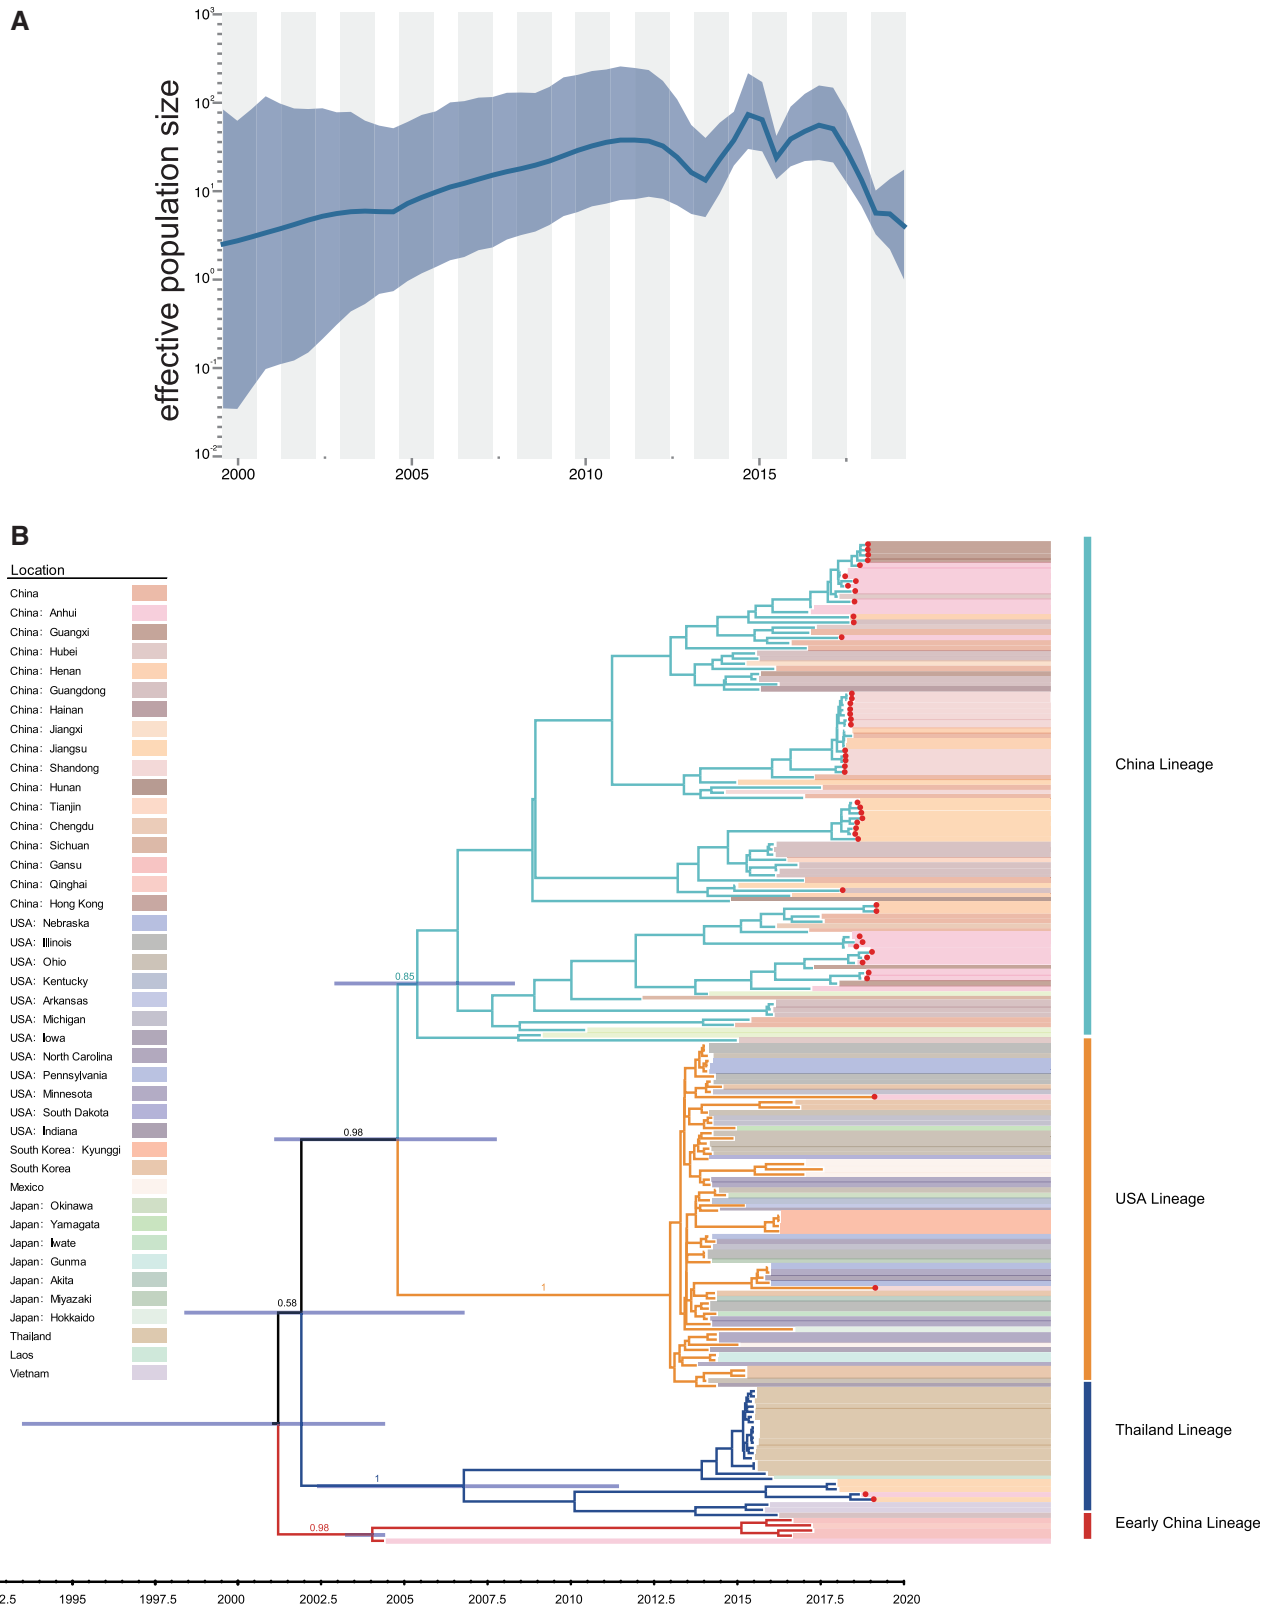 A
effective population size
10³
10²
10¹
10⁰
10⁻¹
10⁻²
2000
2005
2010
2015
B
Location
China
China: Anhui
China: Guangxi
China: Hubei
China: Henan
China: Guangdong
China: Hainan
China: Jiangxi
China: Jiangsu
China: Shandong
China: Hunan
China: Tianjin
China: Chengdu
China: Sichuan
China: Gansu
China: Qinghai
China: Hong Kong
USA: Nebraska
USA: Illinois
USA: Ohio
USA: Kentucky
USA: Arkansas
USA: Michigan
USA: Iowa
USA: North Carolina
USA: Pennsylvania
USA: Minnesota
USA: South Dakota
USA: Indiana
South Korea: Kyunggi
South Korea
Mexico
Japan: Okinawa
Japan: Yamagata
Japan: Iwate
Japan: Gunma
Japan: Akita
Japan: Miyazaki
Japan: Hokkaido
Thailand
Laos
Vietnam
0.85
0.98
1
0.58
1
0.98
China Lineage
USA Lineage
Thailand Lineage
Eearly China Lineage
2.5
1995
1997.5
2000
2002.5
2005
2007.5
2010
2012.5
2015
2017.5
2020